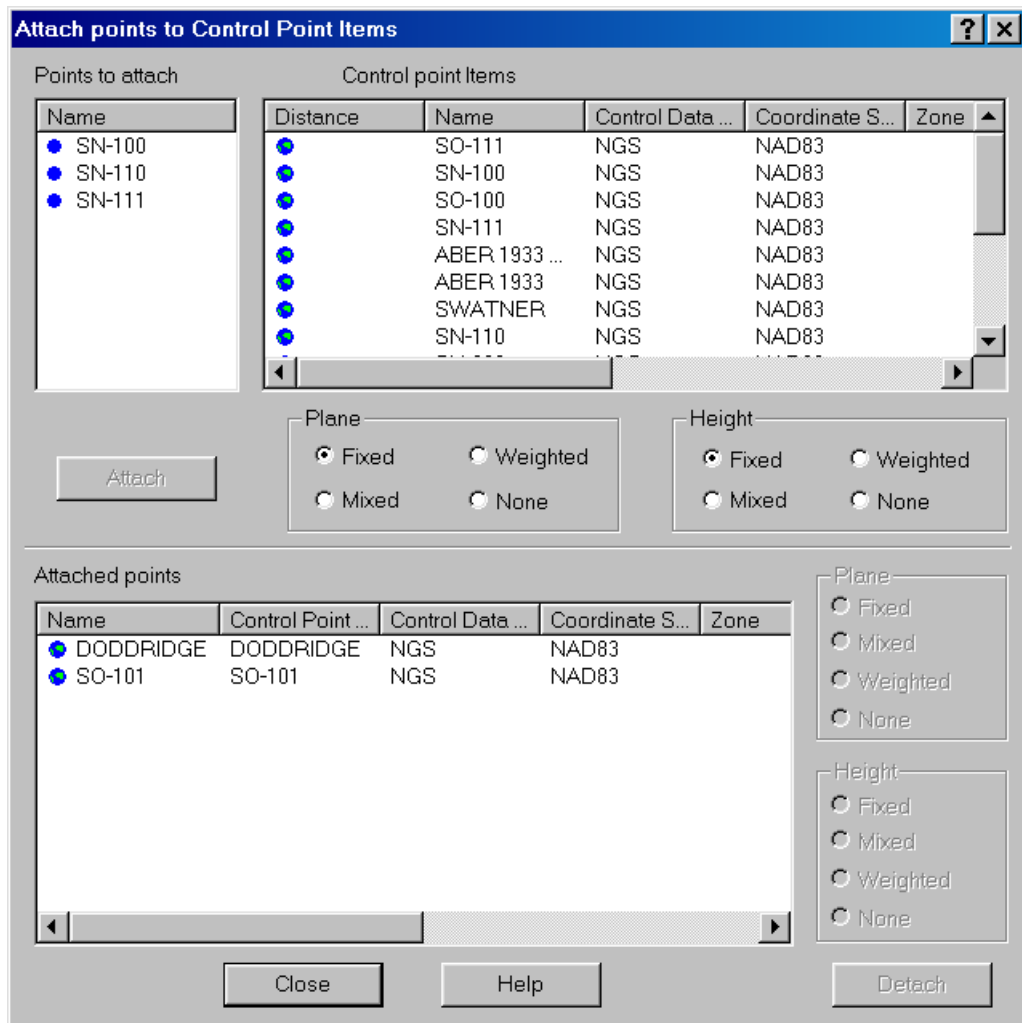 Attach points to Control Point Items
Points to attach
Control point Items
Name
SN-100
SN-110
SN-111
Distance Name Control Data ... Coordinate S... Zone
SO-111 NGS NAD83
SN-100 NGS NAD83
SO-100 NGS NAD83
SN-111 NGS NAD83
ABER 1933 ... NGS NAD83
ABER 1933 NGS NAD83
SWATNER NGS NAD83
SN-110 NGS NAD83
Attach
Plane
Fixed Weighted
Mixed None
Height
Fixed Weighted
Mixed None
Attached points
Name Control Point ... Control Data ... Coordinate S... Zone
DODDRIDGE DODDRIDGE NGS NAD83
SO-101 SO-101 NGS NAD83
Plane
Fixed
Mixed
Weighted
None
Height
Fixed
Mixed
Weighted
None
Close Help Detach